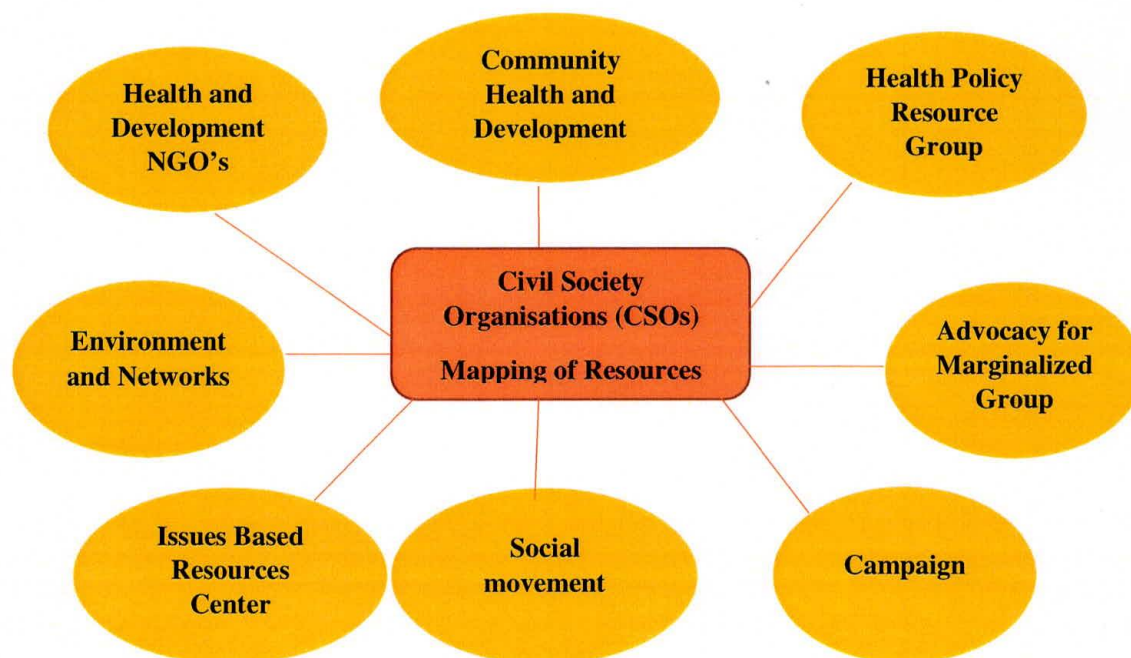 Community
Health and
Development
Health and
Development
NGO's
Health Policy
Resource
Group
Civil Society
Organisations (CSOs)
Mapping of Resources
Environment
and Networks
Advocacy for
Marginalized
Group
Issues Based
Resources
Center
Social
movement
Campaign